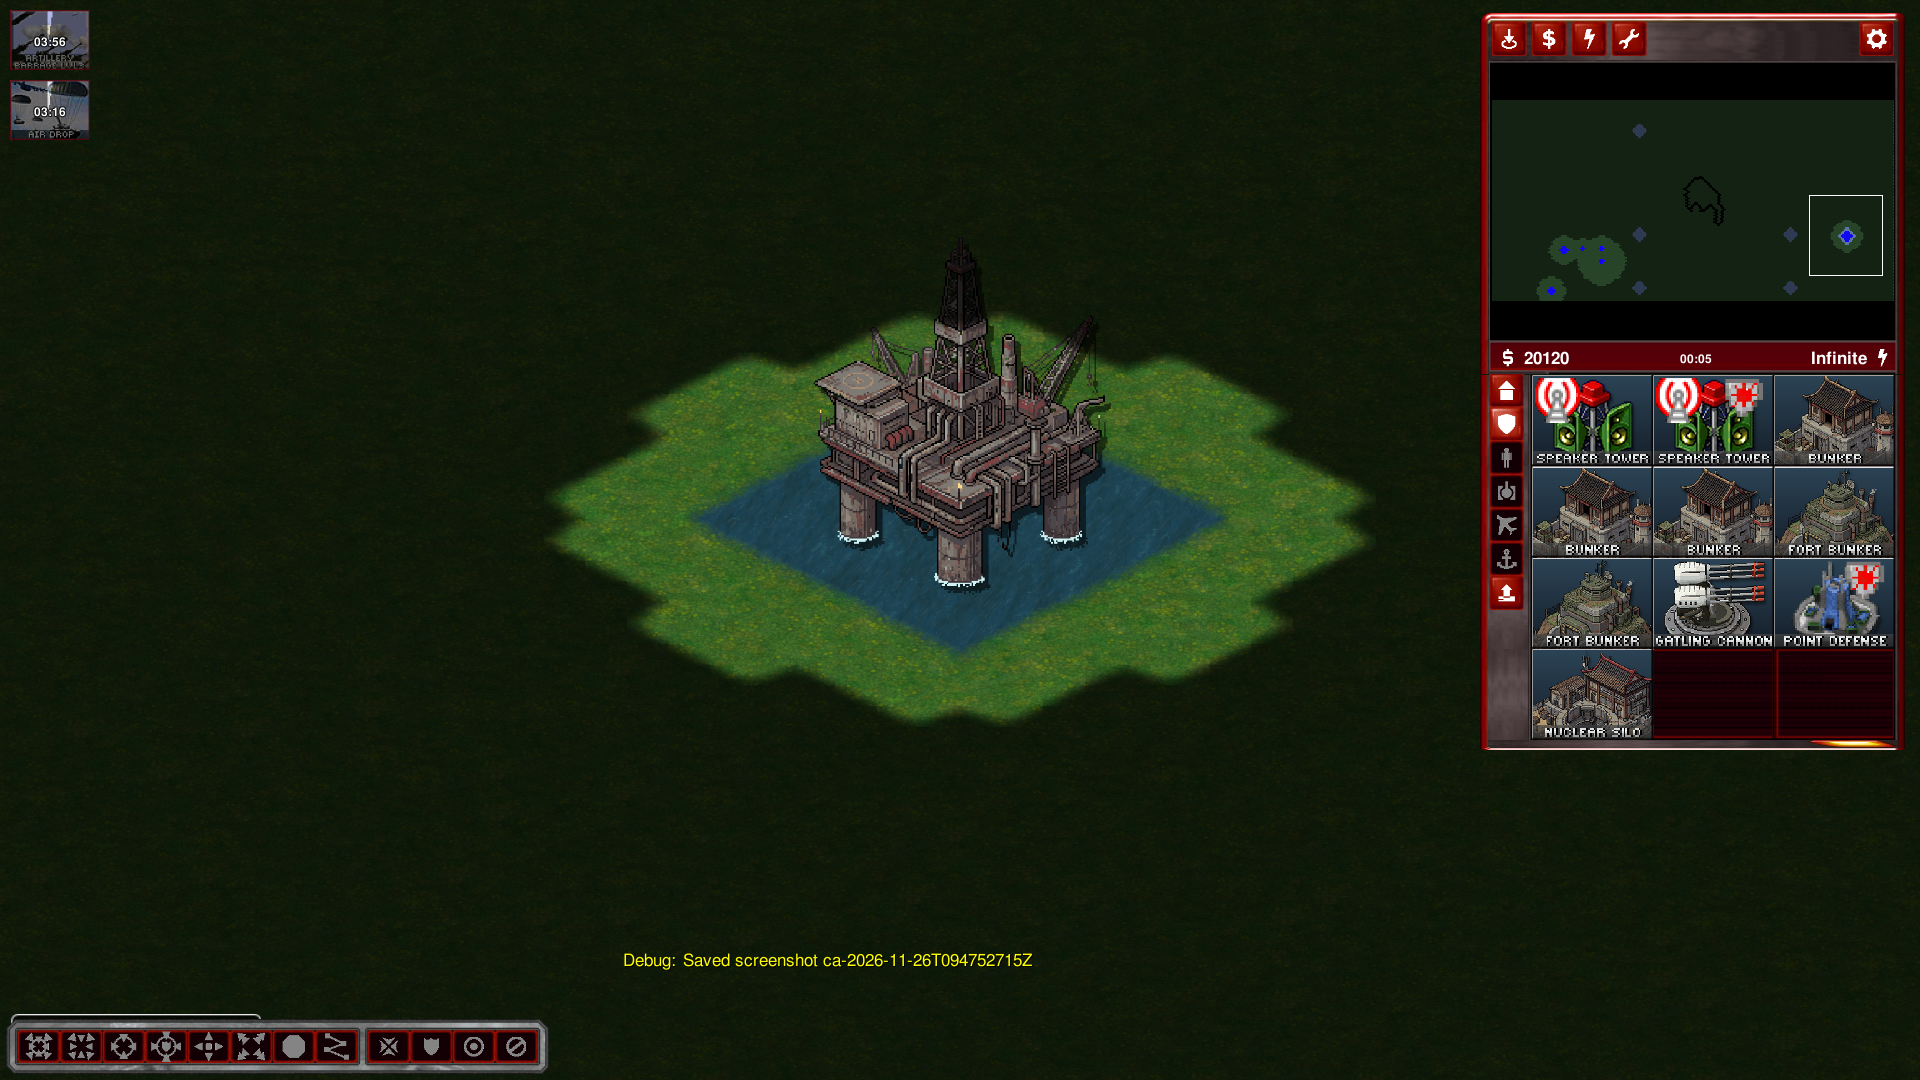 03:56
ARTILLERY
03:16
AIR DROP
$ 20120
00:05
Infinite
SPEAKER TOWER
SPEAKER TOWER
BUNKER
BUNKER
BUNKER
FORT BUNKER
FORT BUNKER
GATLING CANNON
POINT DEFENSE
NUCLEAR SILO
Debug: Saved screenshot ca-2026-11-26T094752715Z